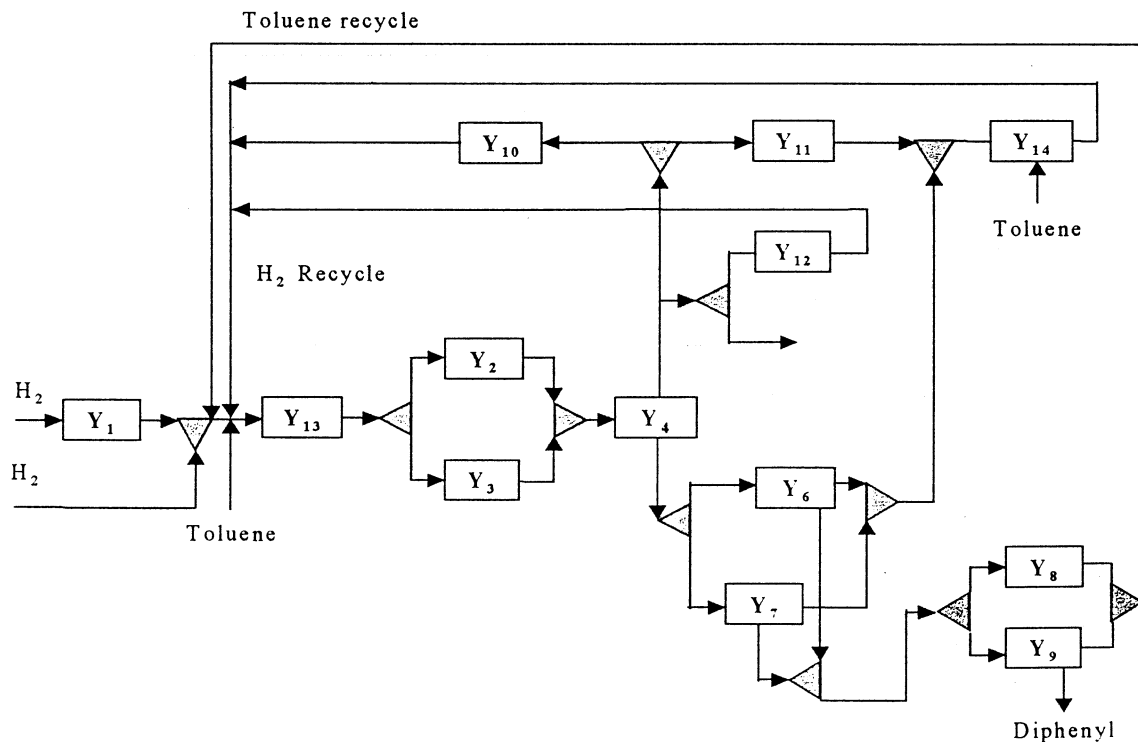 Toluene recycle
Y₁₀
Y₁₁
Y₁₄
Toluene
Y₁₂
H₂ Recycle
Y₂
H₂
Y₁
Y₁₃
Y₄
H₂
Y₃
Toluene
Y₆
Y₈
Y₇
Y₉
Diphenyl